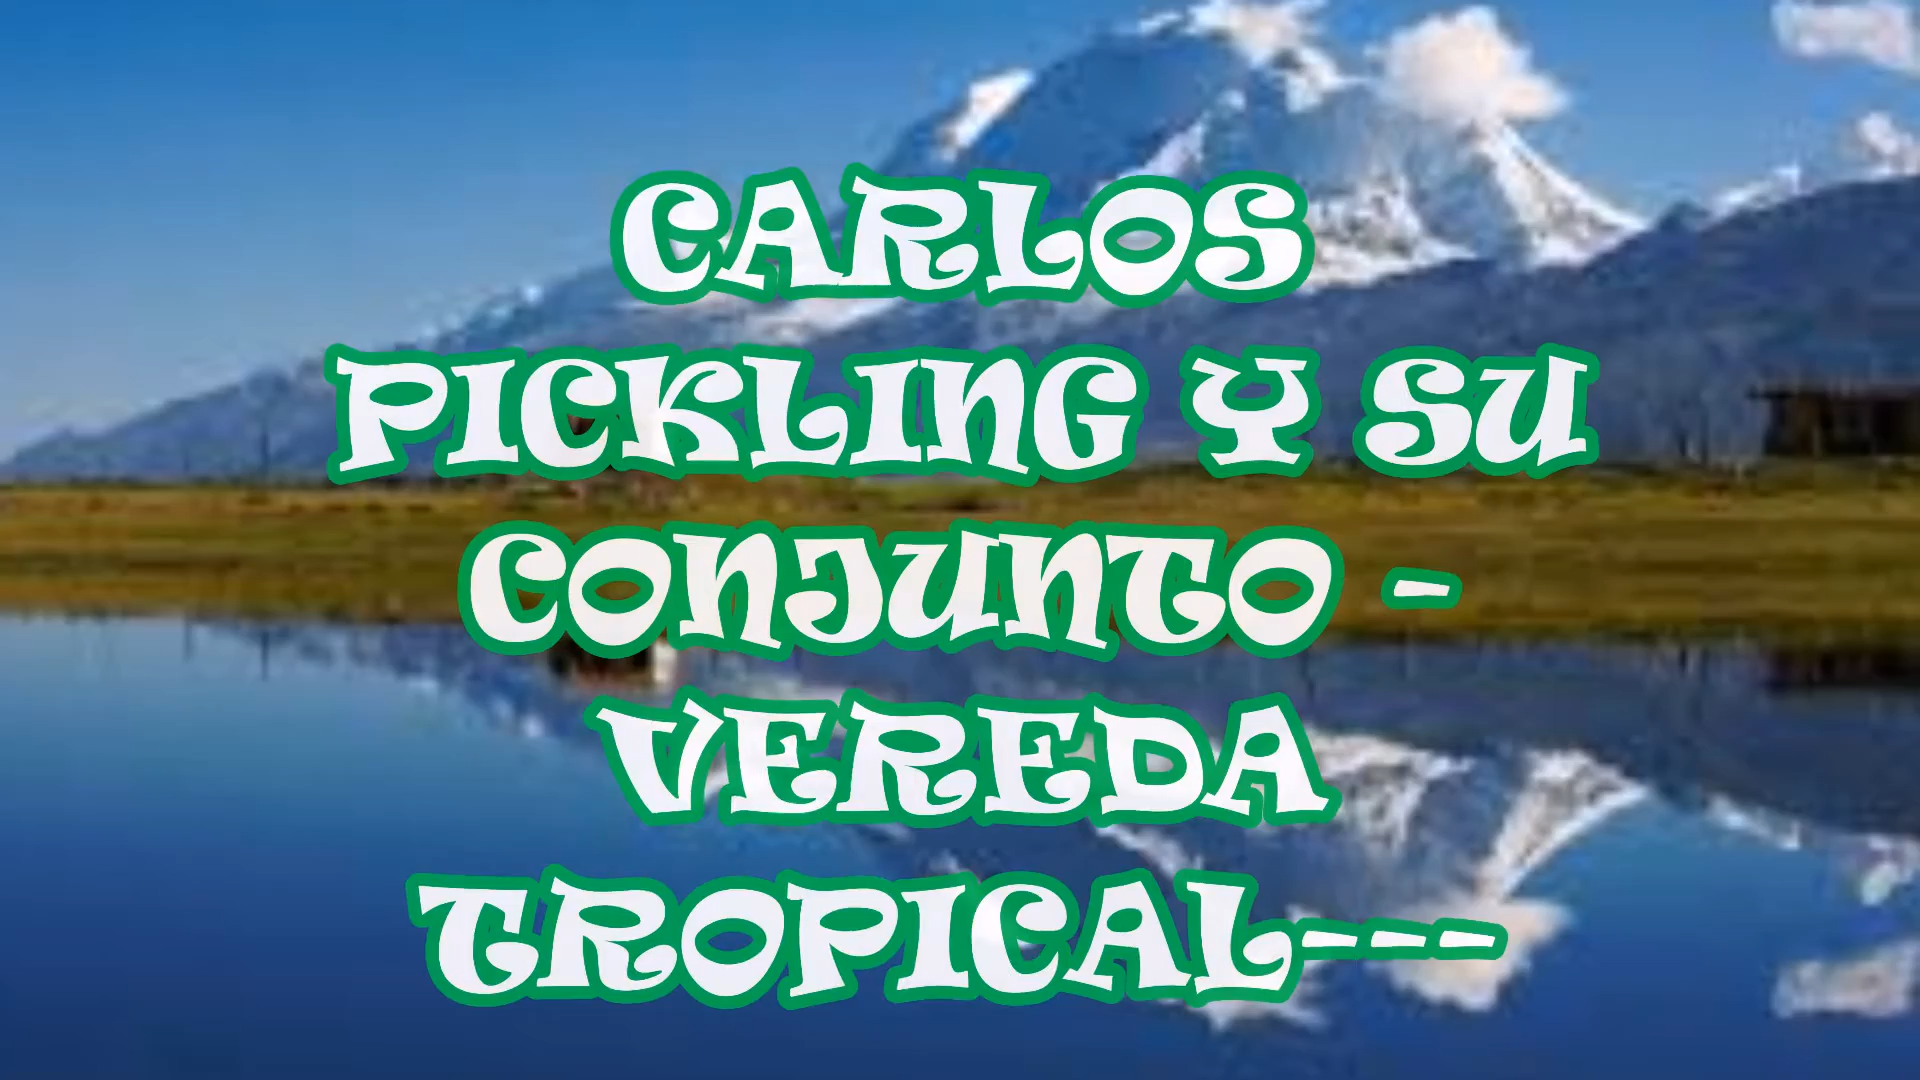 CARLOS
PICKLING Y SU
CONJUNTO -
VEREDA
TROPICAL---